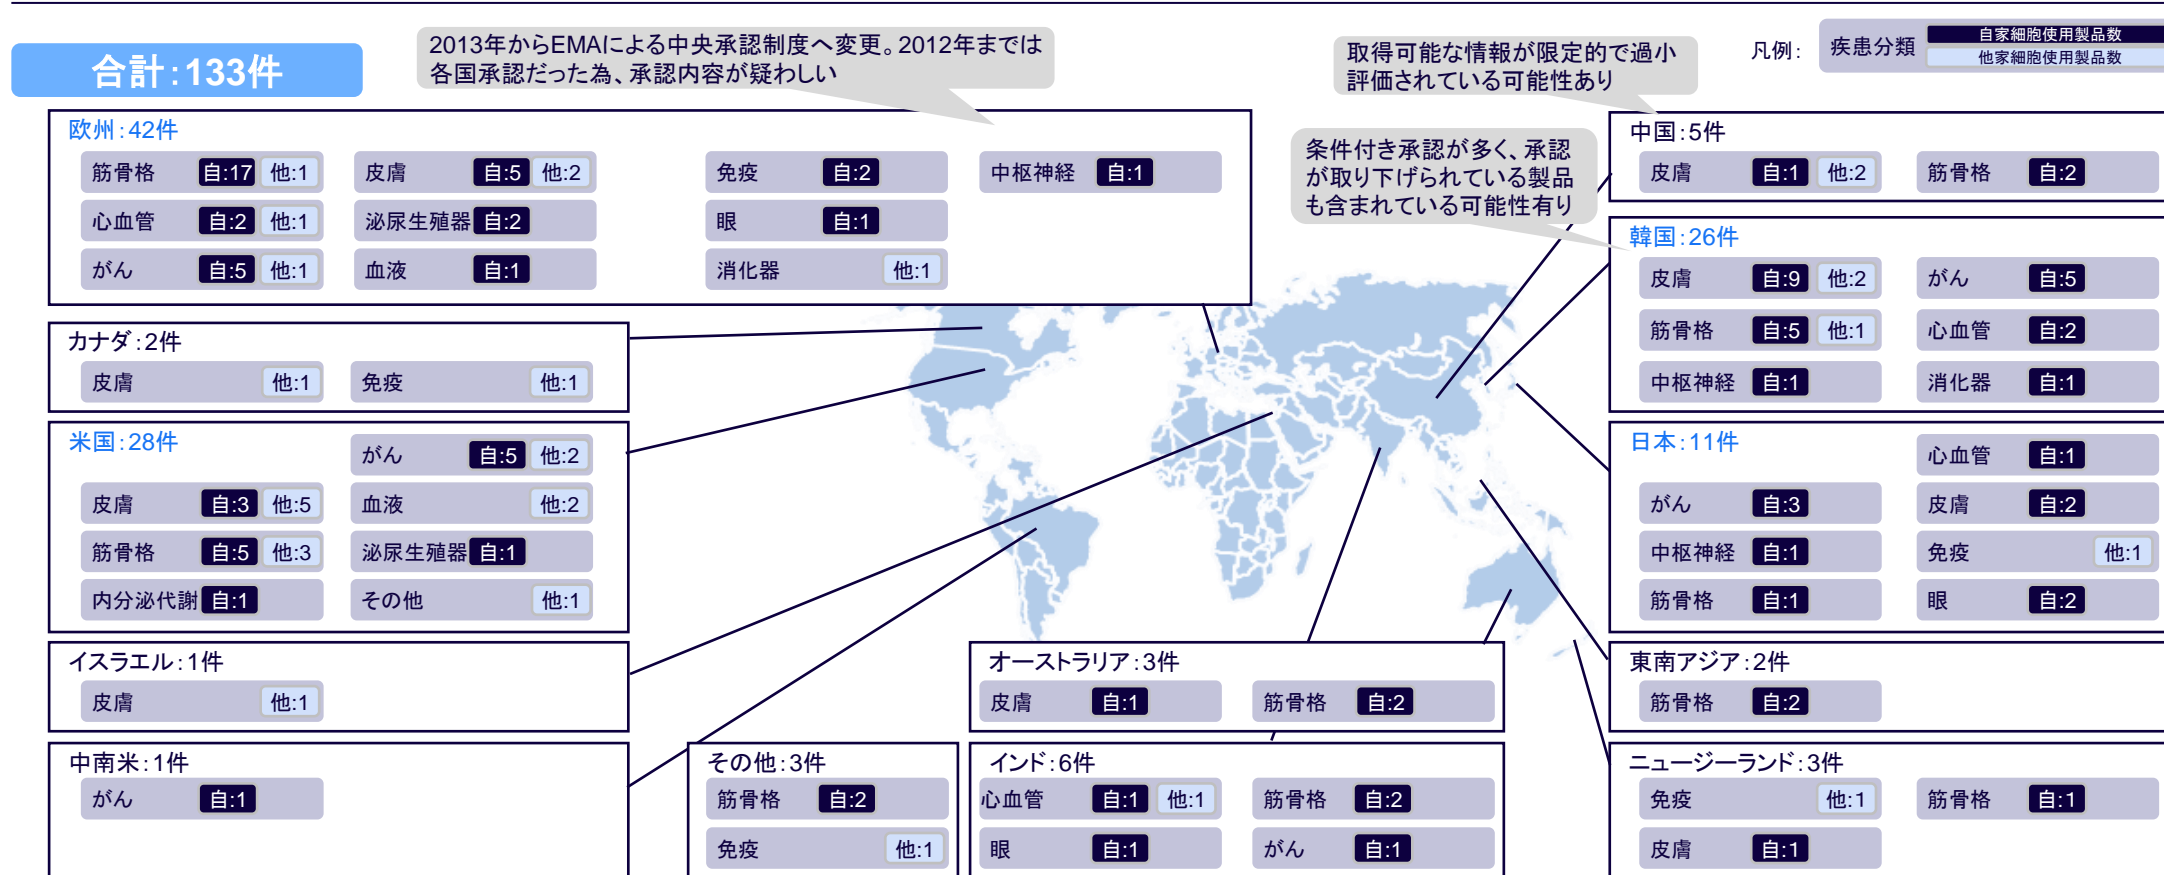 合計：133件
2013年からEMAによる中央承認制度へ変更。2012年までは
各国承認だった為、承認内容が疑わしい
取得可能な情報が限定的で過小
評価されている可能性あり
凡例：
疾患分類
自家細胞使用製品数
他家細胞使用製品数
欧州：42件
筋骨格 自:17 他:1
皮膚 自:5 他:2
免疫 自:2
中枢神経 自:1
心血管 自:2 他:1
泌尿生殖器 自:2
眼 自:1
がん 自:5 他:1
血液 自:1
消化器 他:1
条件付き承認が多く、承認
が取り下げられている製品
も含まれている可能性有り
中国：5件
皮膚 自:1 他:2
筋骨格 自:2
韓国：26件
皮膚 自:9 他:2
がん 自:5
筋骨格 自:5 他:1
心血管 自:2
中枢神経 自:1
消化器 自:1
カナダ：2件
皮膚 他:1
免疫 他:1
米国：28件
がん 自:5 他:2
皮膚 自:3 他:5
血液 他:2
筋骨格 自:5 他:3
泌尿生殖器 自:1
内分泌代謝 自:1
その他 他:1
日本：11件
心血管 自:1
がん 自:3
皮膚 自:2
中枢神経 自:1
免疫 他:1
筋骨格 自:1
眼 自:2
イスラエル：1件
皮膚 他:1
オーストラリア：3件
皮膚 自:1
筋骨格 自:2
東南アジア：2件
筋骨格 自:2
中南米：1件
がん 自:1
その他：3件
筋骨格 自:2
免疫 他:1
インド：6件
心血管 自:1 他:1
筋骨格 自:2
眼 自:1
がん 自:1
ニュージーランド：3件
免疫 他:1
筋骨格 自:1
皮膚 自:1